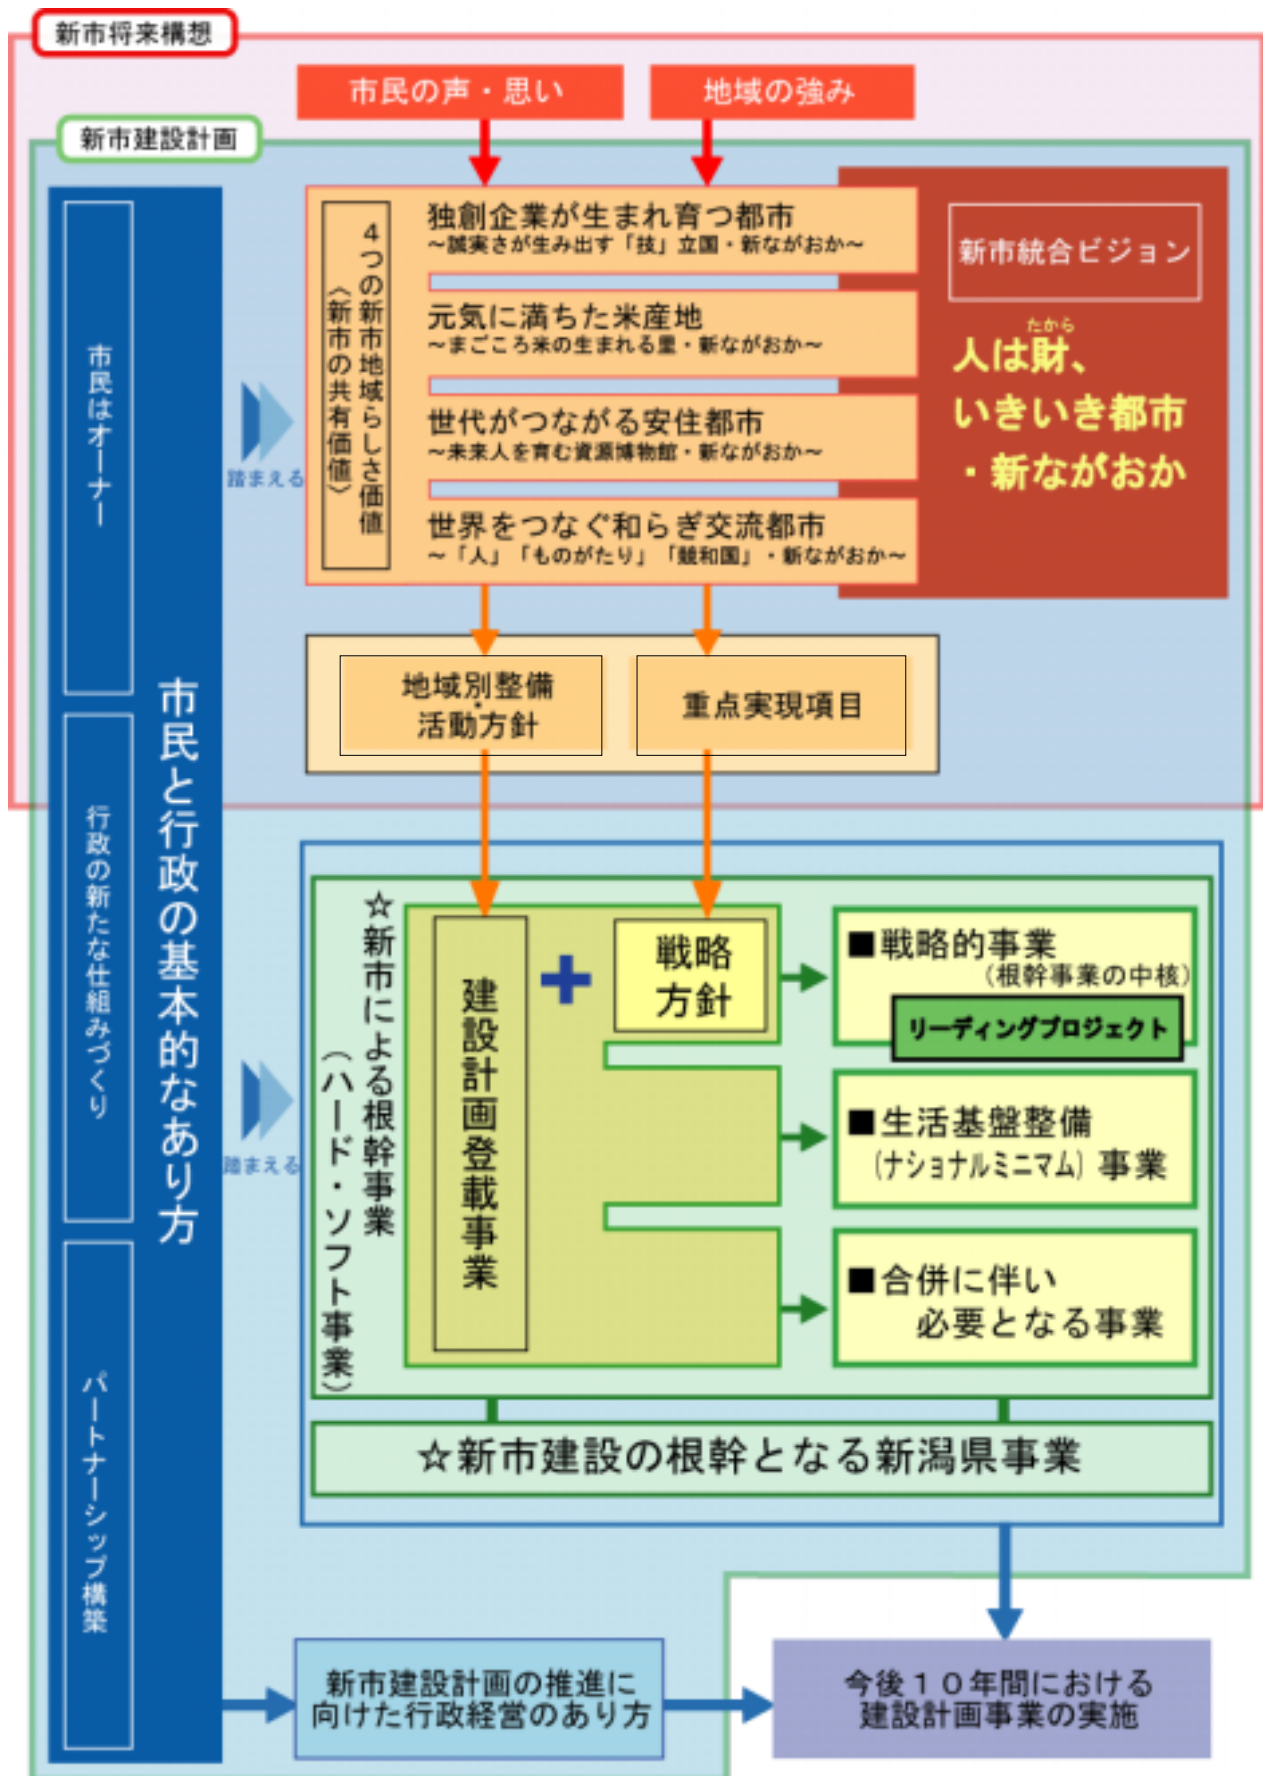 新市将来構想
市民の声・思い
地域の強み
新市建設計画
市民はオーナー
行政の新たな仕組みづくり
パートナーシップ構築
市民と行政の基本的なあり方
踏まえる
４つの新市地域らしさ価値
〈新市の共有価値〉
独創企業が生まれ育つ都市
～誠実さが生み出す「技」立国・新ながおか～
元気に満ちた米産地
～まごころ米の生まれる里・新ながおか～
世代がつながる安住都市
～未来人を育む資源博物館・新ながおか～
世界をつなぐ和らぎ交流都市
～「人」「ものがたり」「競和国」・新ながおか～
新市統合ビジョン
たから
人は財、
いきいき都市
・新ながおか
地域別整備
・
活動方針
重点実現項目
踏まえる
☆新市による根幹事業
（ハード・ソフト事業）
建設計画登載事業
+
戦略
方針
■戦略的事業
（根幹事業の中核）
リーディングプロジェクト
■生活基盤整備
（ナショナルミニマム）事業
■合併に伴い
必要となる事業
☆新市建設の根幹となる新潟県事業
新市建設計画の推進に
向けた行政経営のあり方
今後１０年間における
建設計画事業の実施